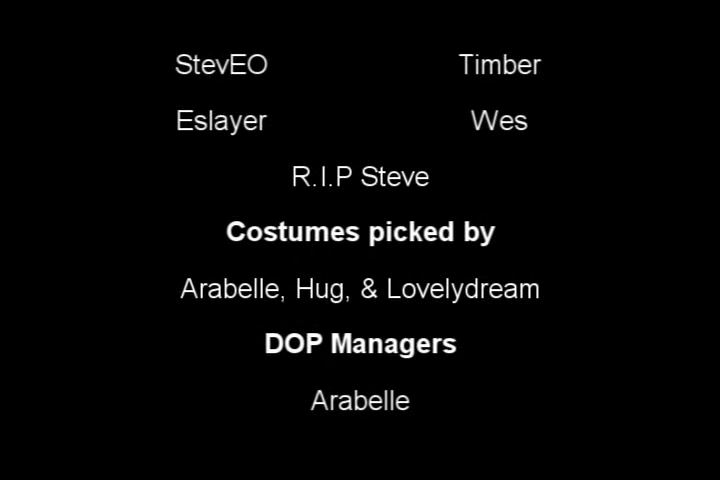 StevEO Timber
Eslayer Wes
R.I.P Steve
Costumes picked by
Arabelle, Hug, & Lovelydream
DOP Managers
Arabelle